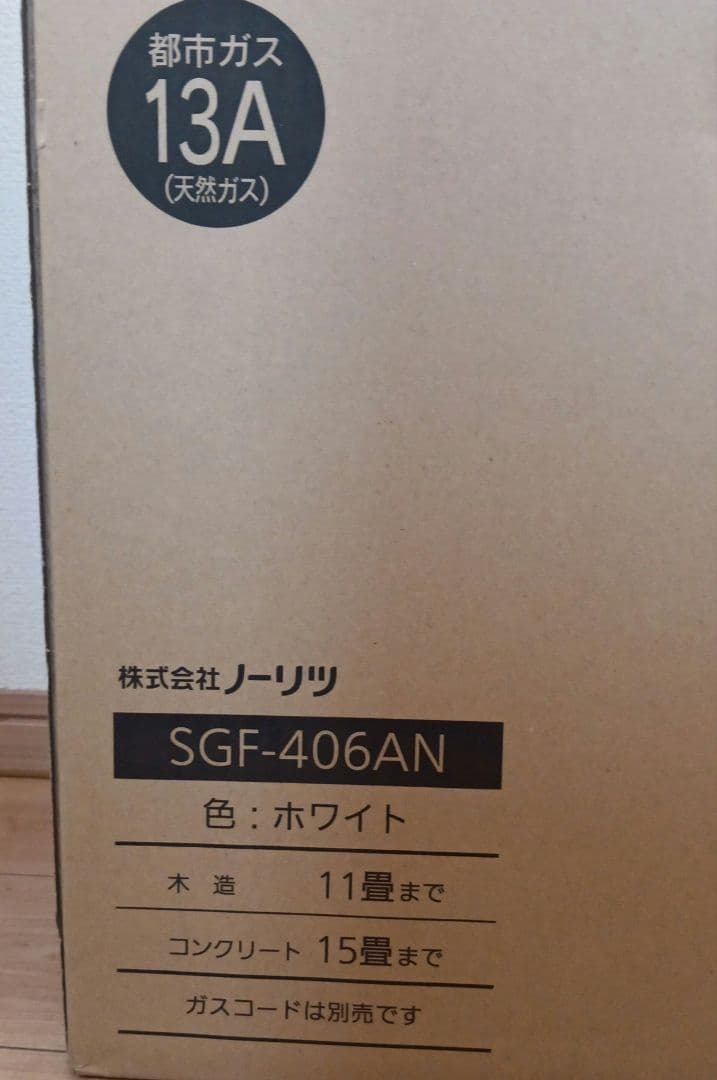 都市ガス
13A
(天然ガス)
株式会社ノーリツ
SGF-406AN
色：ホワイト
木 造 11畳まで
コンクリート 15畳まで
ガスコードは別売です